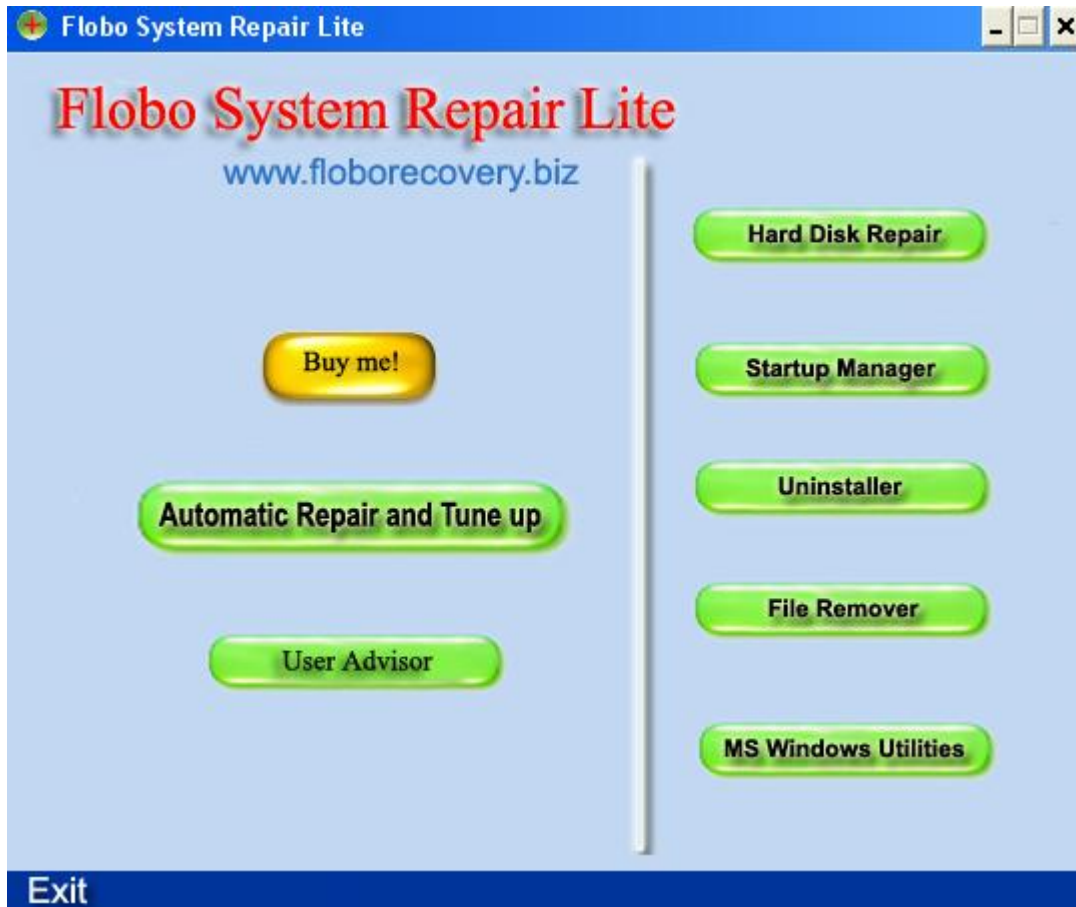 Flobo System Repair Lite
Flobo System Repair Lite
www.floborecovery.biz
Buy me!
Automatic Repair and Tune up
User Advisor
Hard Disk Repair
Startup Manager
Uninstaller
File Remover
MS Windows Utilities
Exit